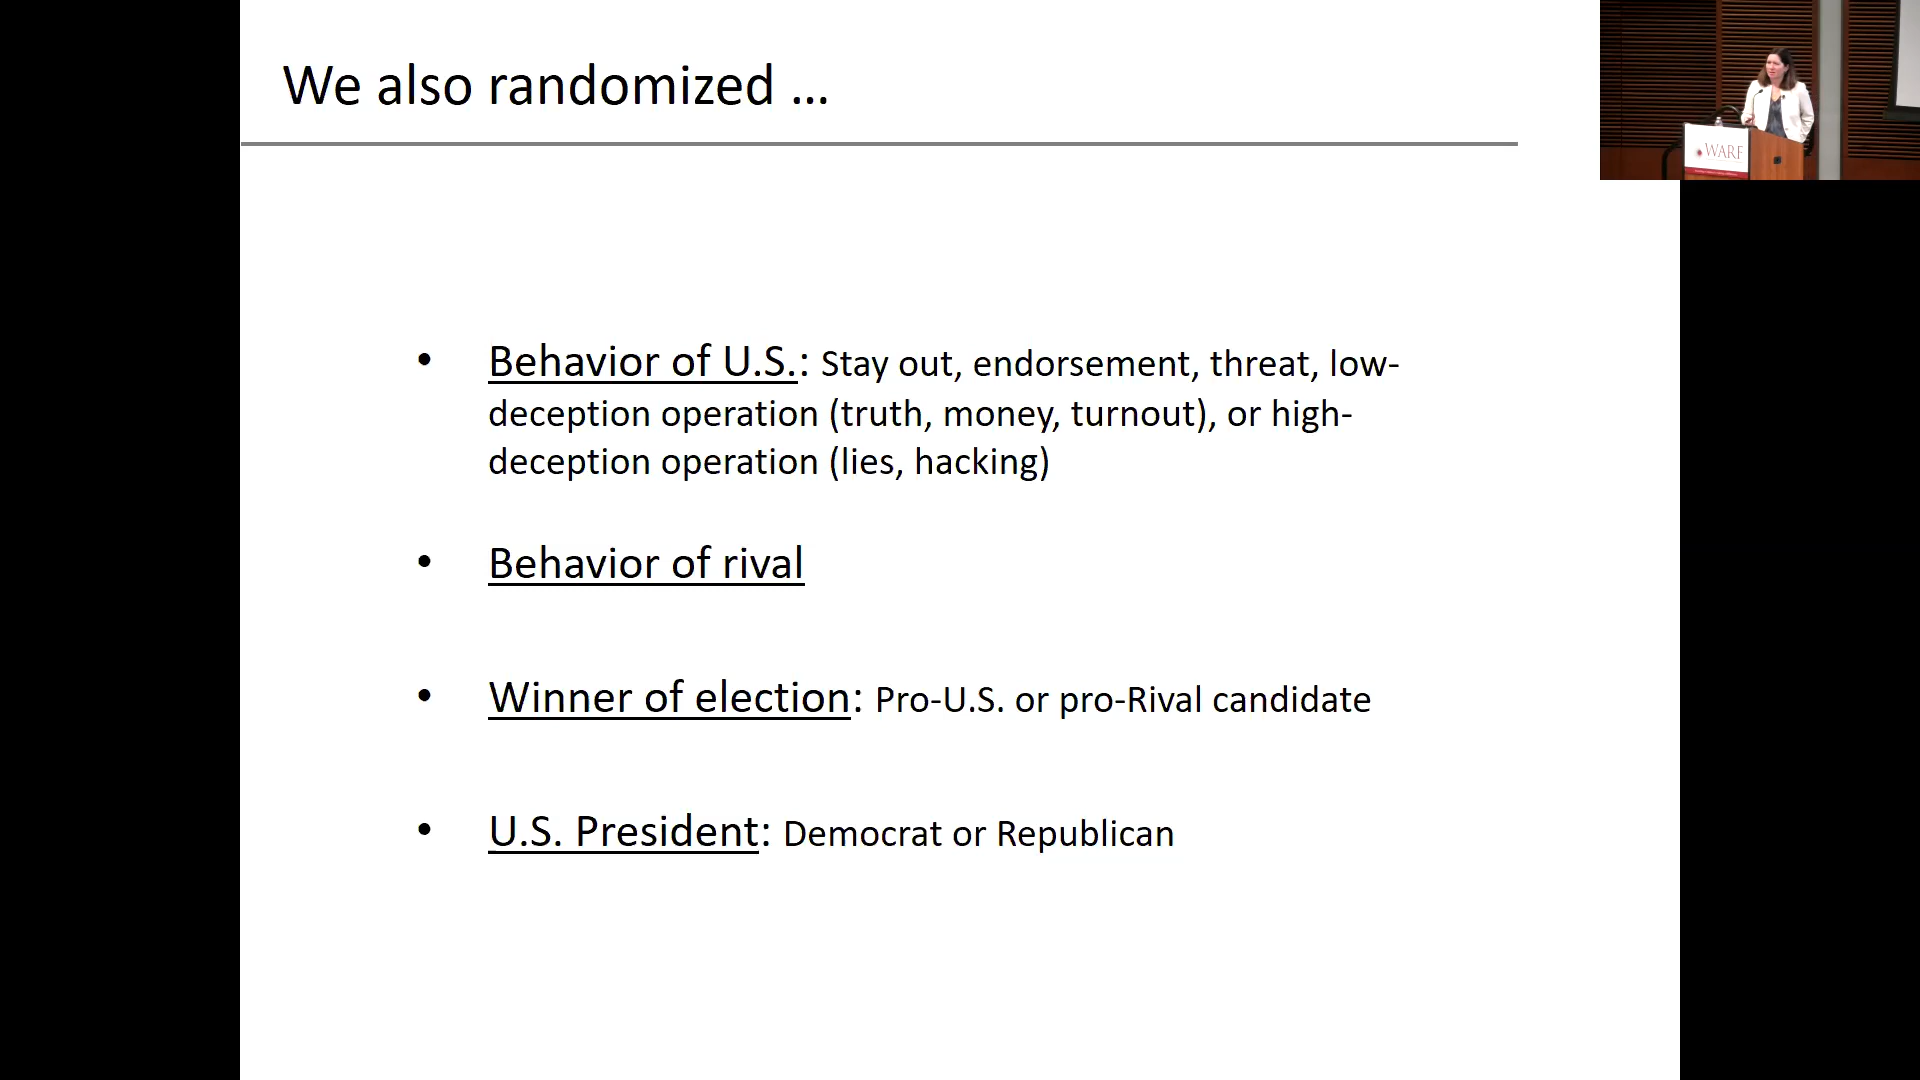 We also randomized ...
WARF
• Behavior of U.S.: Stay out, endorsement, threat, low-
deception operation (truth, money, turnout), or high-
deception operation (lies, hacking)
• Behavior of rival
• Winner of election: Pro-U.S. or pro-Rival candidate
• U.S. President: Democrat or Republican